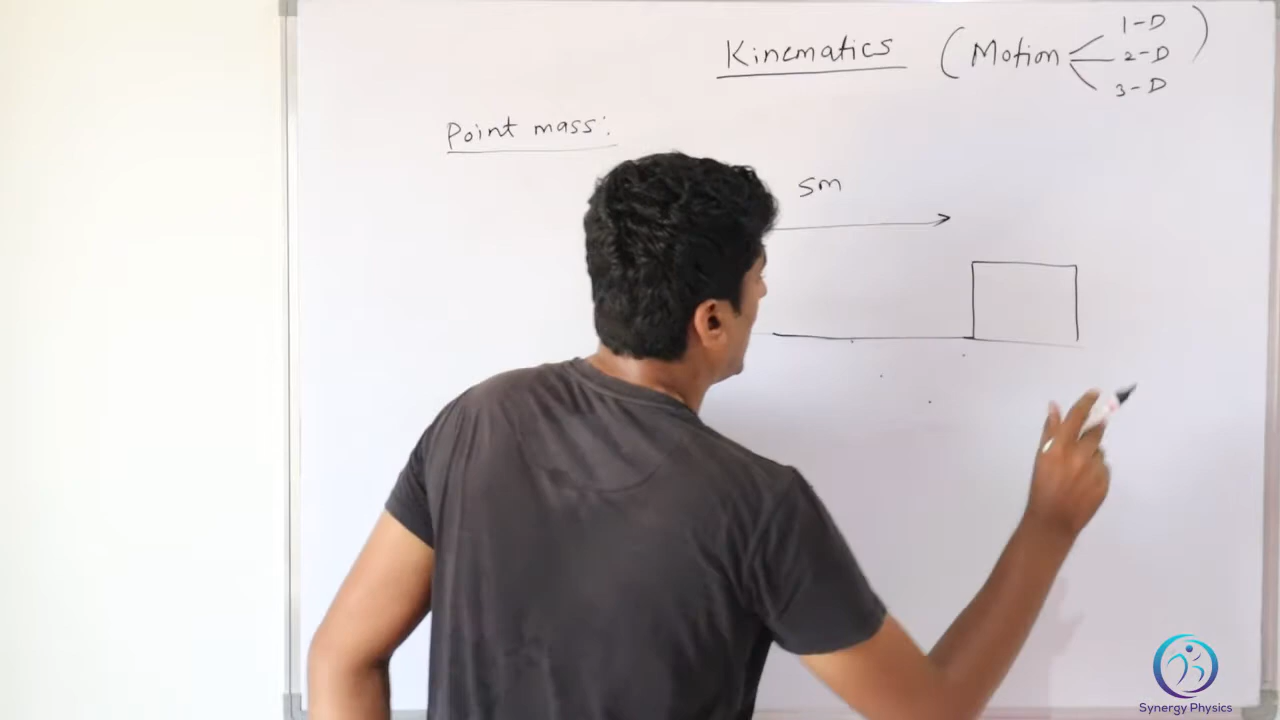 Kinematics (Motion
1-D
2-D
3-D )
Point mass:
5m
Synergy Physics